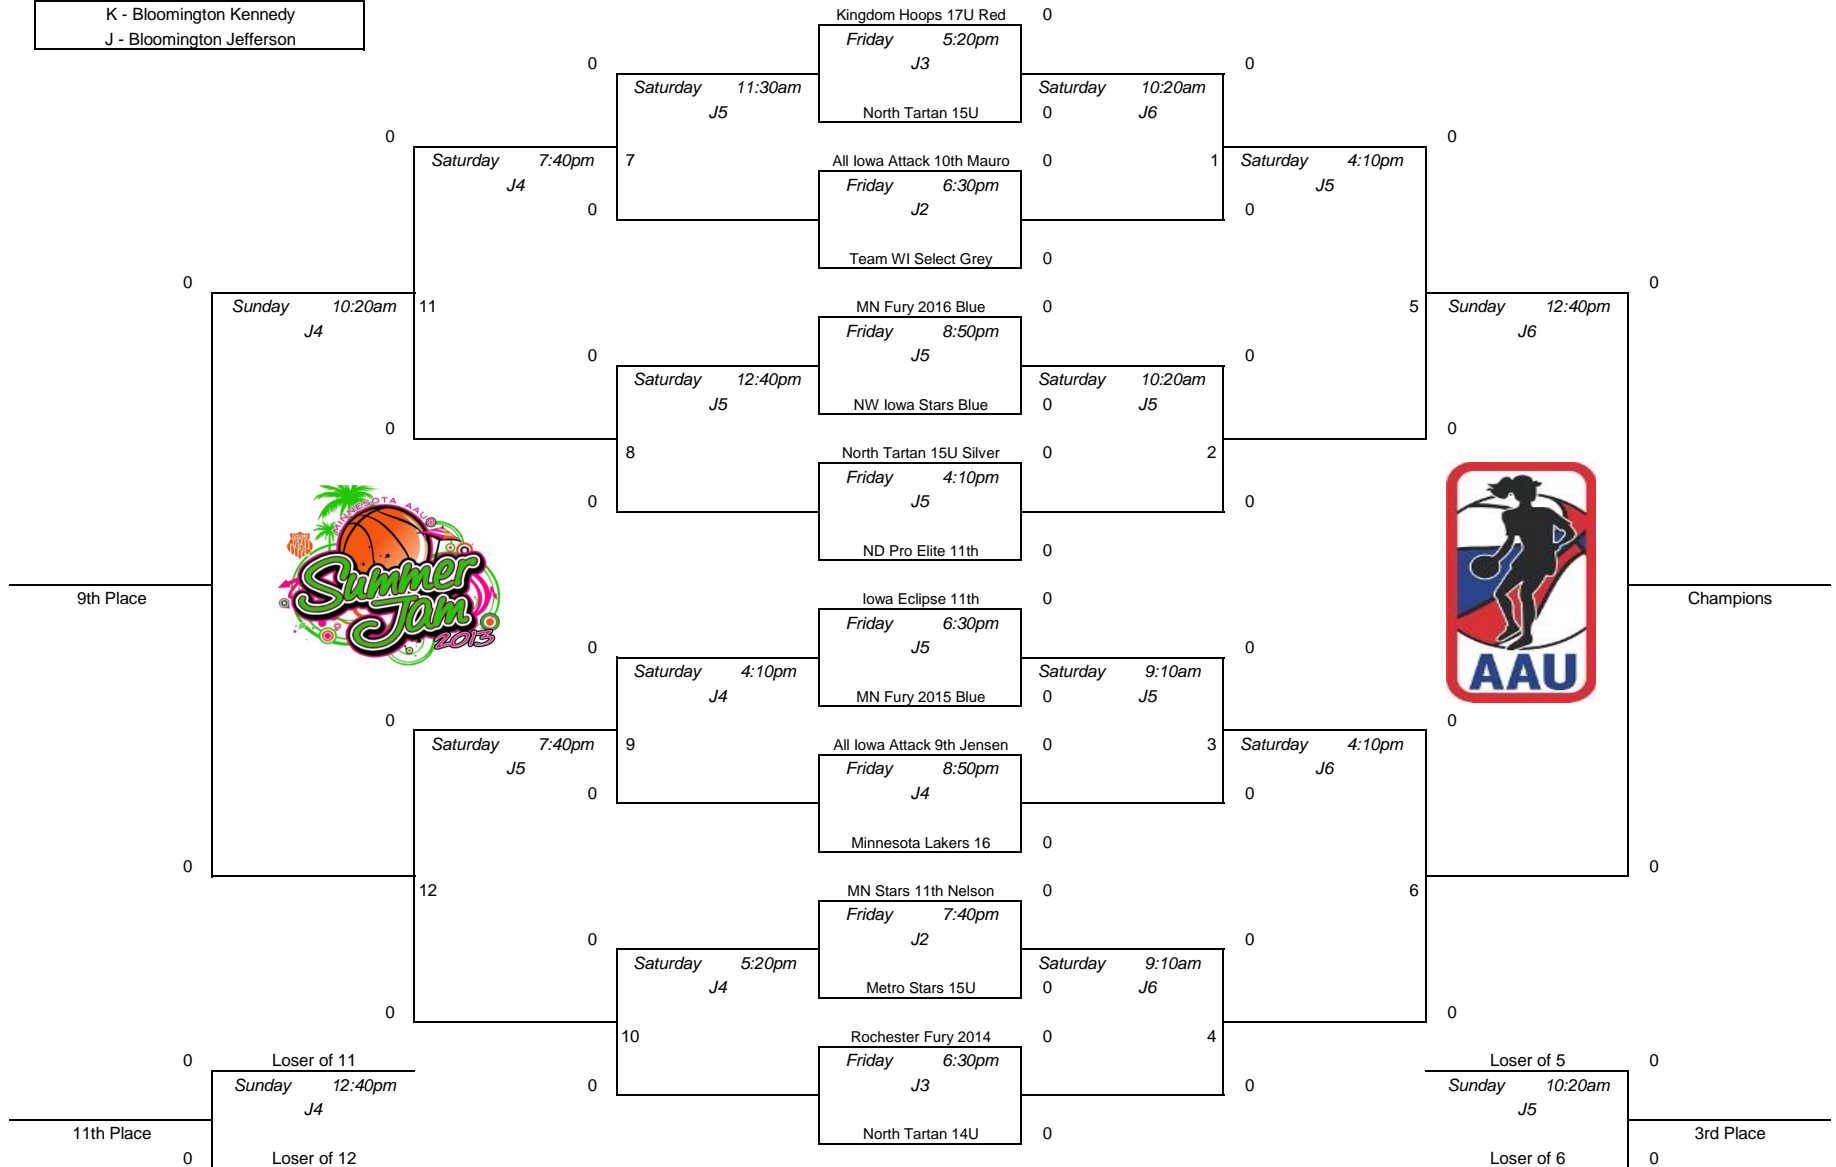 K - Bloomington Kennedy
J - Bloomington Jefferson
Kingdom Hoops 17U Red 0
Friday 5:20pm
J3
0 0
Saturday 11:30am Saturday 10:20am
J5 North Tartan 15U 0 J6
0 0
Saturday 7:40pm 7 All Iowa Attack 10th Mauro 0 1 Saturday 4:10pm
J4 Friday 6:30pm J5
0 J2 0
Team WI Select Grey 0
0 0
Sunday 10:20am 11 MN Fury 2016 Blue 0 5 Sunday 12:40pm
J4 Friday 8:50pm J6
0 J5 0
Saturday 12:40pm Saturday 10:20am
J5 NW Iowa Stars Blue 0 J5
0 0
8 North Tartan 15U Silver 0 2
Friday 4:10pm
0 J5 0
MINNESOTA AAU
Summer
Jam
2013
ND Pro Elite 11th 0
9th Place Iowa Eclipse 11th 0 Champions
Friday 6:30pm
0 J5 0
Saturday 4:10pm Saturday 9:10am
AAU
J4 MN Fury 2015 Blue 0 J5
0 0
Saturday 7:40pm 9 All Iowa Attack 9th Jensen 0 3 Saturday 4:10pm
J5 Friday 8:50pm J6
0 J4 0
Minnesota Lakers 16 0
0 0
12 MN Stars 11th Nelson 0 6
Friday 7:40pm
0 J2 0
Saturday 5:20pm Saturday 9:10am
J4 Metro Stars 15U 0 J6
0 0
10 Rochester Fury 2014 0 4
0 Loser of 11 Friday 6:30pm Loser of 5 0
Sunday 12:40pm 0 J3 0 Sunday 10:20am
J4 J5
11th Place North Tartan 14U 0 3rd Place
0 Loser of 12 Loser of 6 0